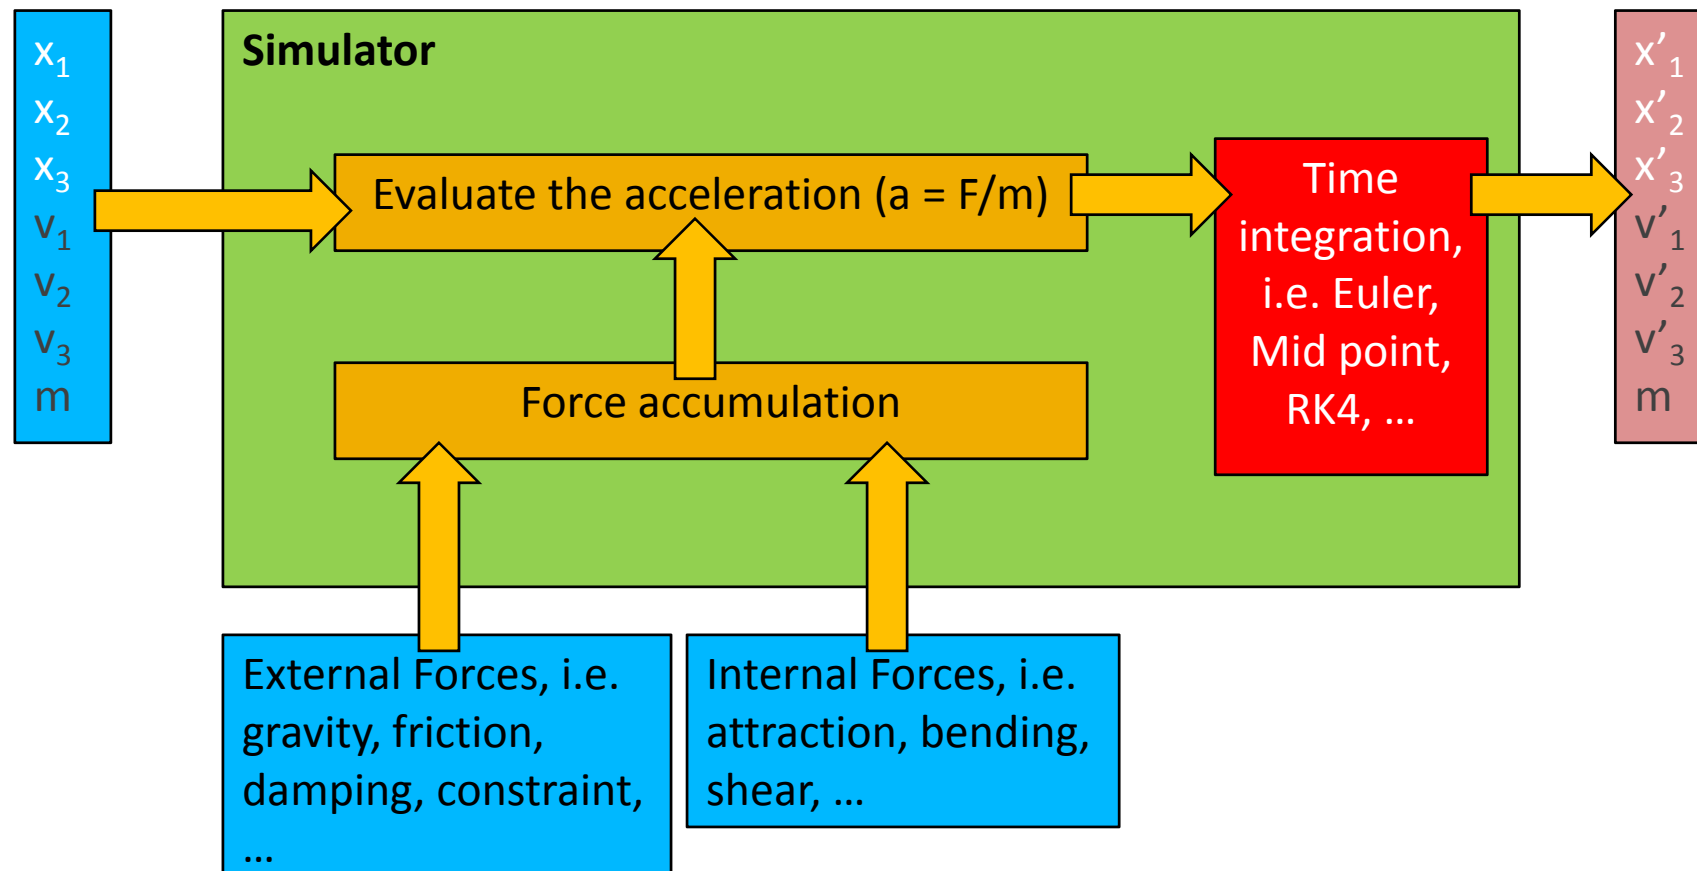 x1
x2
x3
v1
v2
v3
m
Simulator
Evaluate the acceleration (a = F/m)
Force accumulation
Time
integration,
i.e. Euler,
Mid point,
RK4, …
External Forces, i.e.
gravity, friction,
damping, constraint,
…
Internal Forces, i.e.
attraction, bending,
shear, …
x’1
x’2
x’3
v’1
v’2
v’3
m